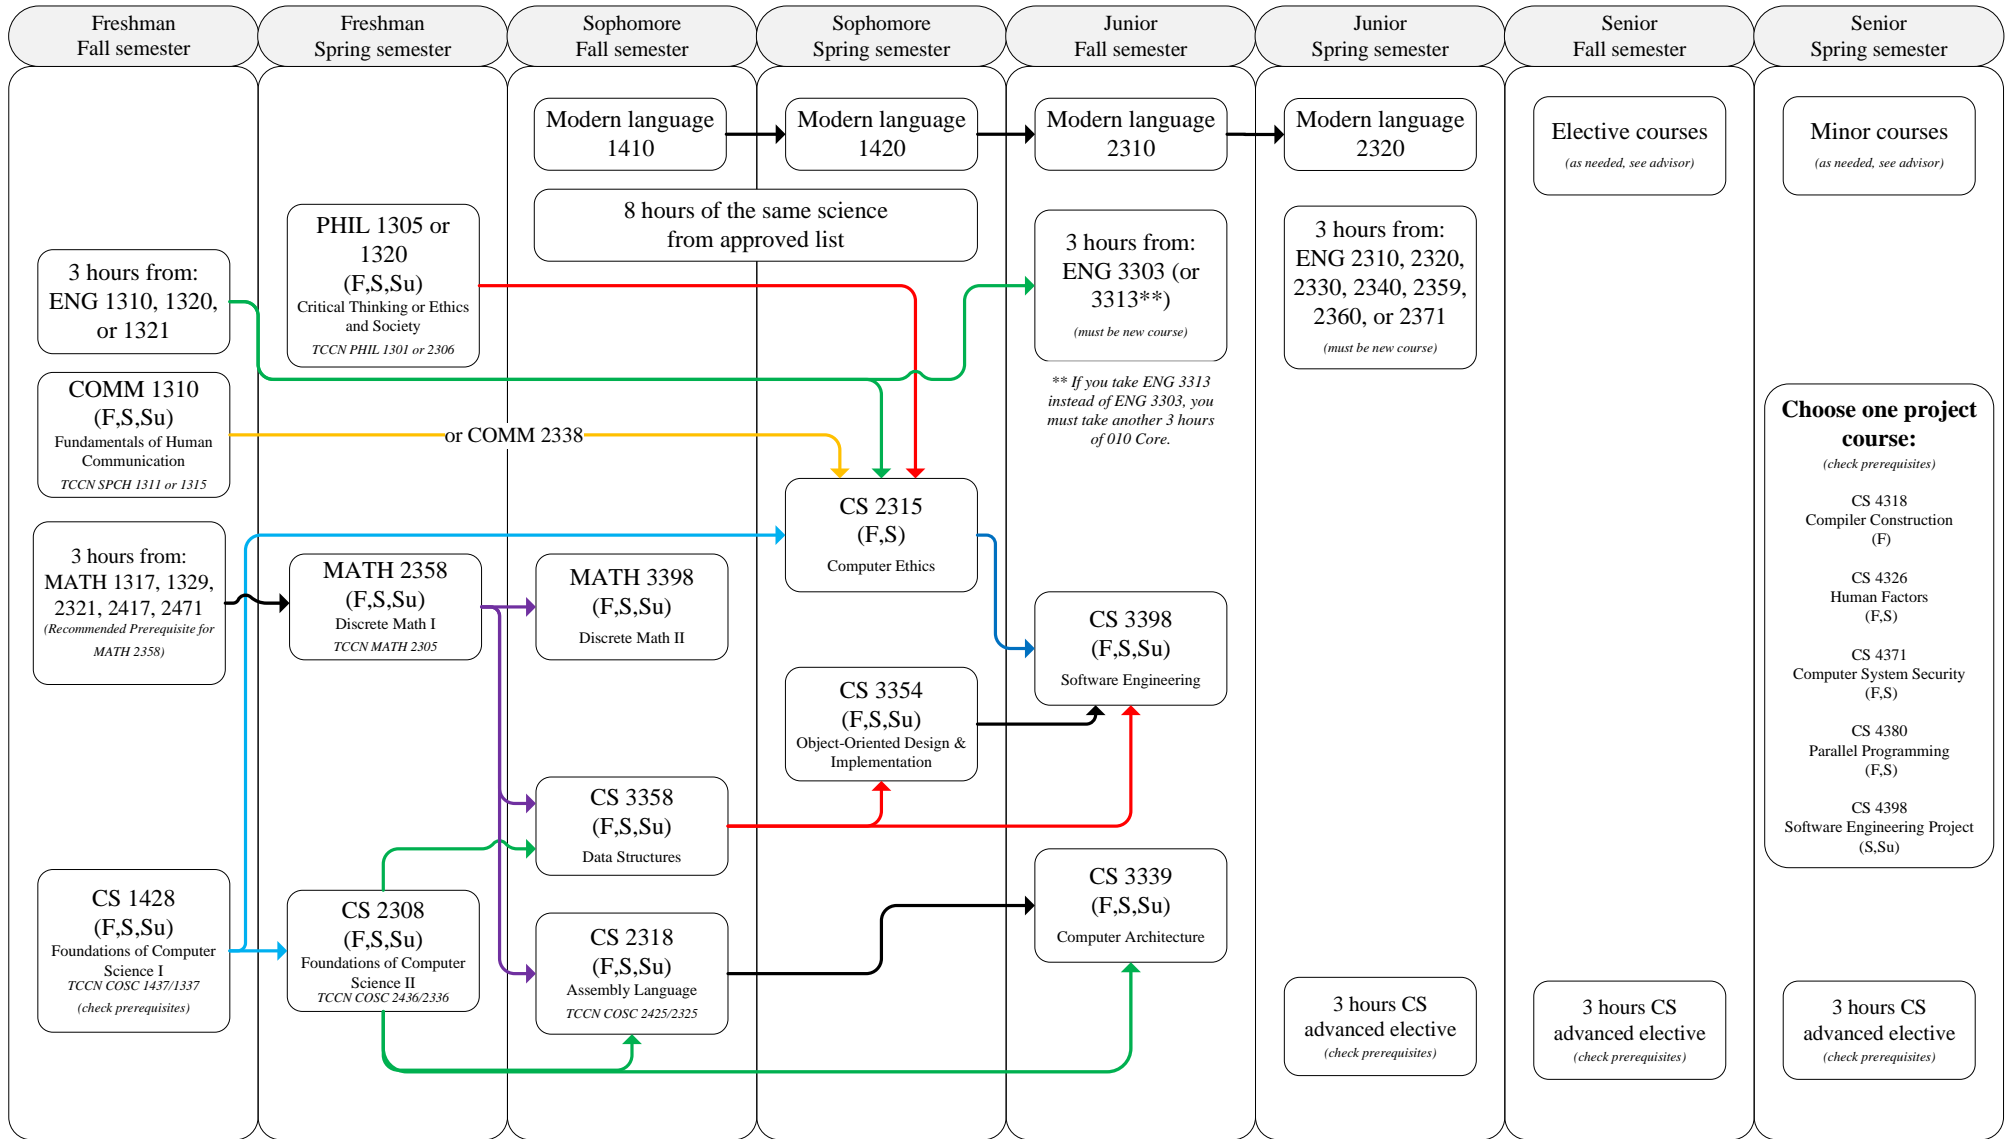 Freshman
Fall semester
Freshman
Spring semester
Sophomore
Fall semester
Sophomore
Spring semester
Junior
Fall semester
Junior
Spring semester
Senior
Fall semester
Senior
Spring semester
3 hours from:
ENG 1310, 1320,
or 1321
COMM 1310
(F,S,Su)
Fundamentals of Human
Communication
TCCN SPCH 1311 or 1315
3 hours from:
MATH 1317, 1329,
2321, 2417, 2471
(Recommended Prerequisite for
MATH 2358)
CS 1428
(F,S,Su)
Foundations of Computer
Science I
TCCN COSC 1437/1337
(check prerequisites)
PHIL 1305 or
1320
(F,S,Su)
Critical Thinking or Ethics
and Society
TCCN PHIL 1301 or 2306
MATH 2358
(F,S,Su)
Discrete Math I
TCCN MATH 2305
CS 2308
(F,S,Su)
Foundations of Computer
Science II
TCCN COSC 2436/2336
Modern language
1410
8 hours of the same science
from approved list
or COMM 2338
MATH 3398
(F,S,Su)
Discrete Math II
CS 3358
(F,S,Su)
Data Structures
CS 2318
(F,S,Su)
Assembly Language
TCCN COSC 2425/2325
Modern language
1420
CS 2315
(F,S)
Computer Ethics
CS 3354
(F,S,Su)
Object-Oriented Design &
Implementation
Modern language
2310
3 hours from:
ENG 3303 (or
3313**)
(must be new course)
** If you take ENG 3313
instead of ENG 3303, you
must take another 3 hours
of 010 Core.
CS 3398
(F,S,Su)
Software Engineering
CS 3339
(F,S,Su)
Computer Architecture
Modern language
2320
3 hours from:
ENG 2310, 2320,
2330, 2340, 2359,
2360, or 2371
(must be new course)
3 hours CS
advanced elective
(check prerequisites)
Elective courses
(as needed, see advisor)
3 hours CS
advanced elective
(check prerequisites)
Minor courses
(as needed, see advisor)
Choose one project
course:
(check prerequisites)
CS 4318
Compiler Construction
(F)
CS 4326
Human Factors
(F,S)
CS 4371
Computer System Security
(F,S)
CS 4380
Parallel Programming
(F,S)
CS 4398
Software Engineering Project
(S,Su)
3 hours CS
advanced elective
(check prerequisites)